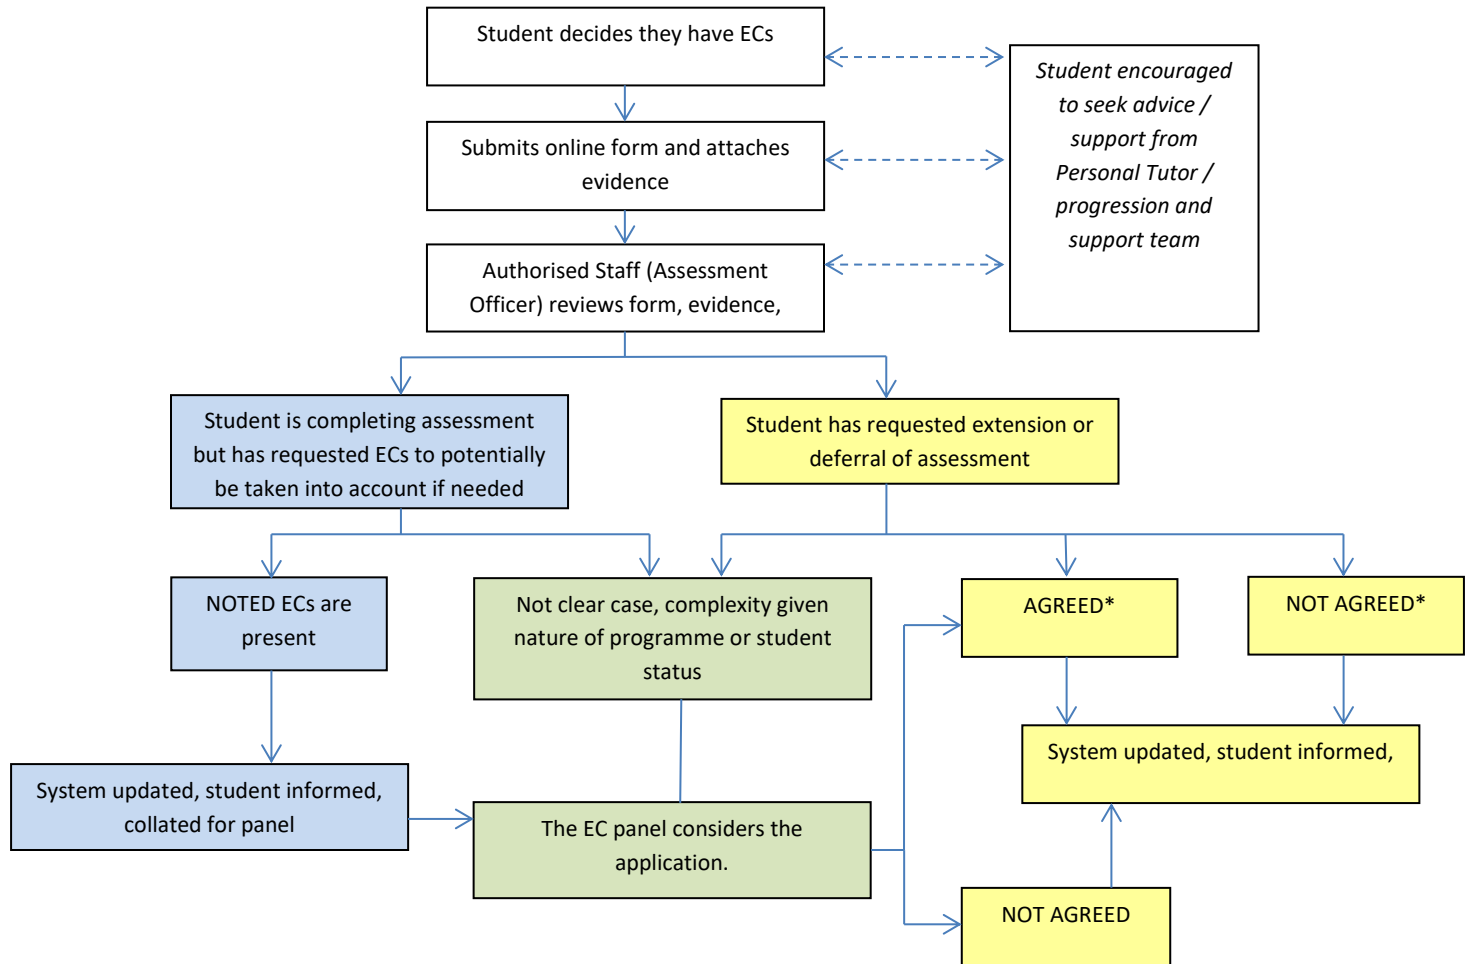 Student decides they have ECs
Student encouraged
to seek advice /
support from
Personal Tutor /
progression and
support team
Submits online form and attaches
evidence
Authorised Staff (Assessment
Officer) reviews form, evidence,
Student is completing assessment
but has requested ECs to potentially
be taken into account if needed
Student has requested extension or
deferral of assessment
NOTED ECs are
present
Not clear case, complexity given
nature of programme or student
status
AGREED*
NOT AGREED*
System updated, student informed,
collated for panel
The EC panel considers the
application.
System updated, student informed,
NOT AGREED